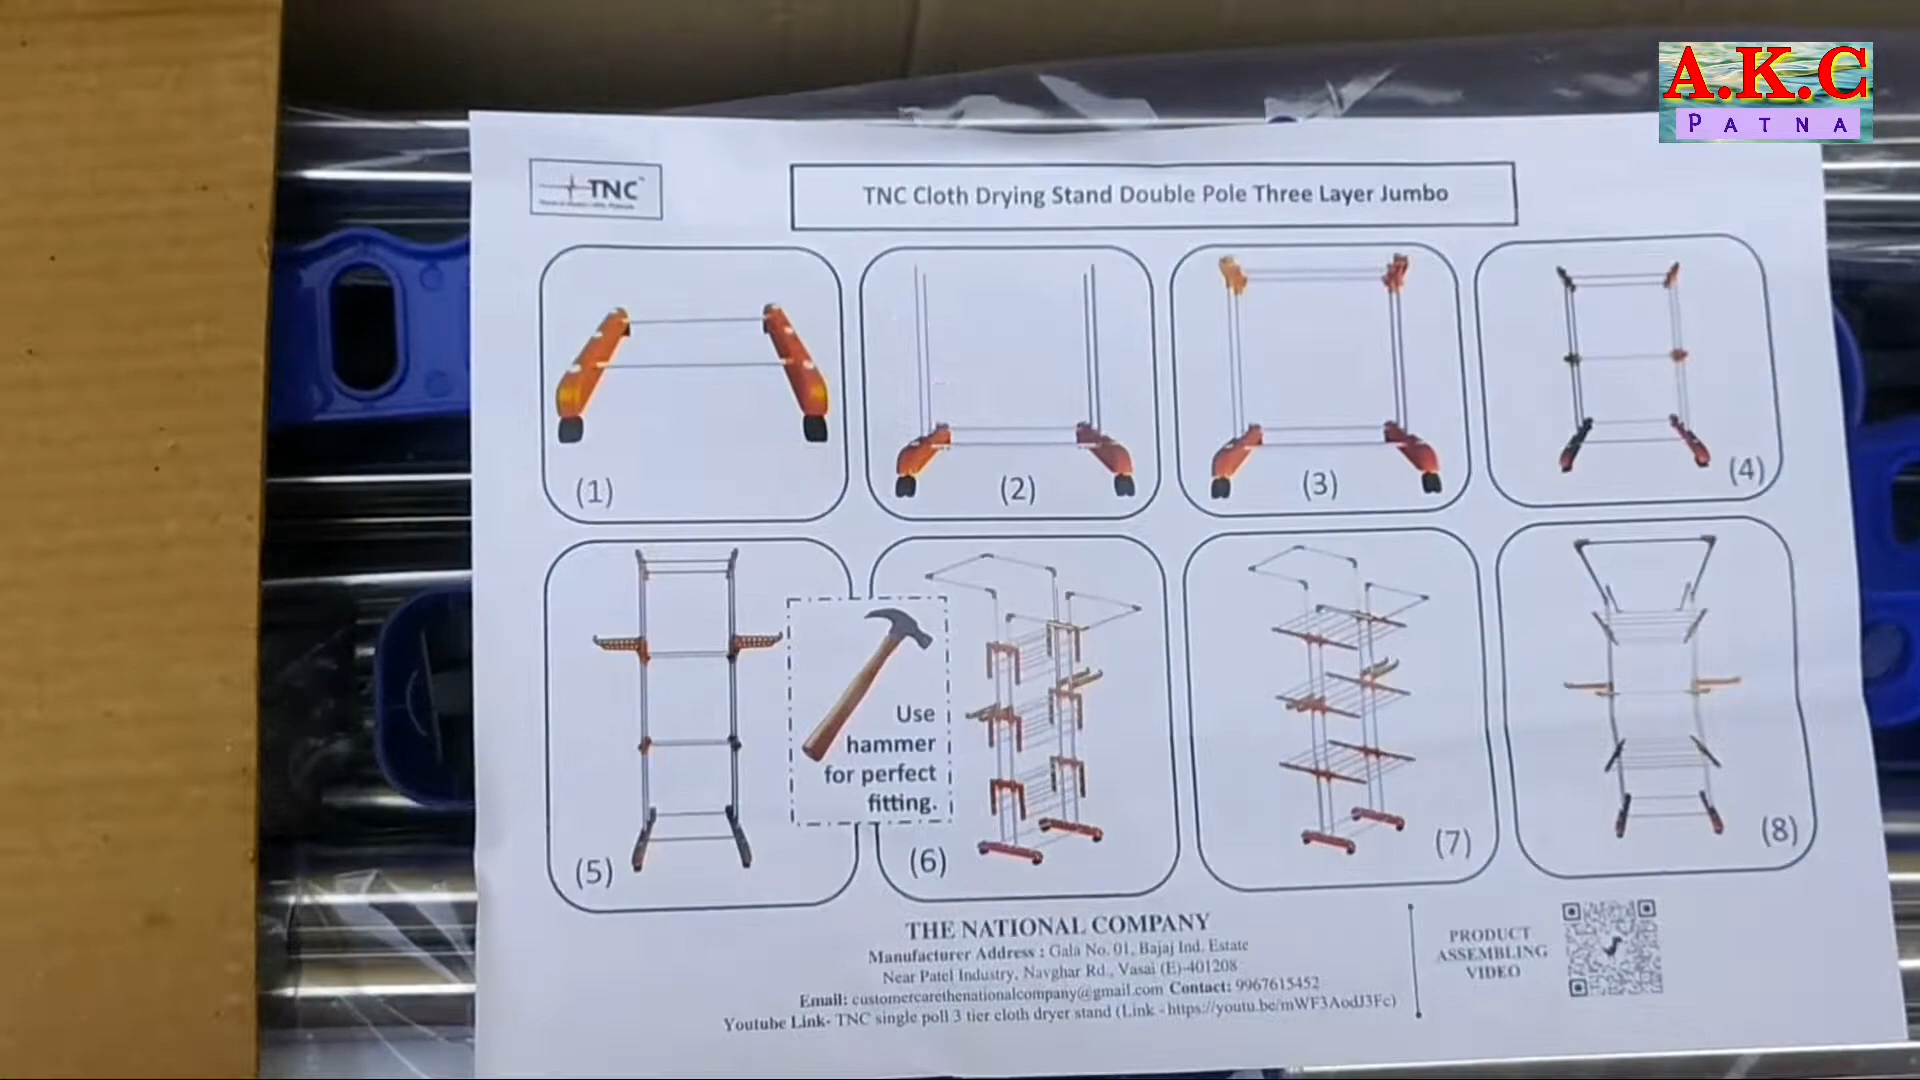 A.K.C
PATNA
TNC
TNC Cloth Drying Stand Double Pole Three Layer Jumbo
(1)
(2)
(3)
(4)
(5)
Use
hammer
for perfect
fitting.
(6)
(7)
(8)
THE NATIONAL COMPANY
Manufacturer Address : Gala No. 01, Bajaj Ind. Estate
Near Patel Industry, Navghar Rd., Vasai (E)-401208
Email: customercarethenationalcompany@gmail.com Contact: 9967615452
Youtube Link- TNC single poll 3 tier cloth dryer stand (Link - https://youtu.be/mWF3AodJ3Fc)
PRODUCT
ASSEMBLING
VIDEO